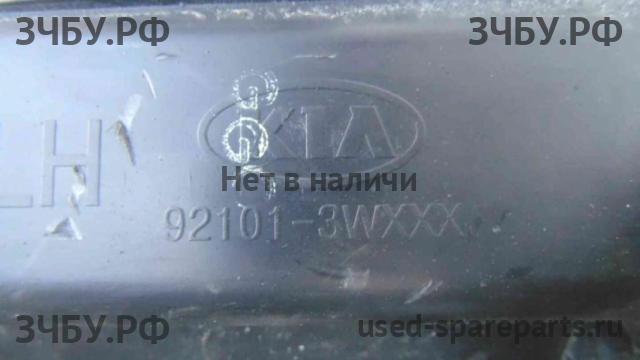 ЗЧБУ.РФ ЗЧБУ.РФ
KIA
LH
Нет в наличи
92101-3WXXX
ЗЧБУ.РФ used-spareparts.ru